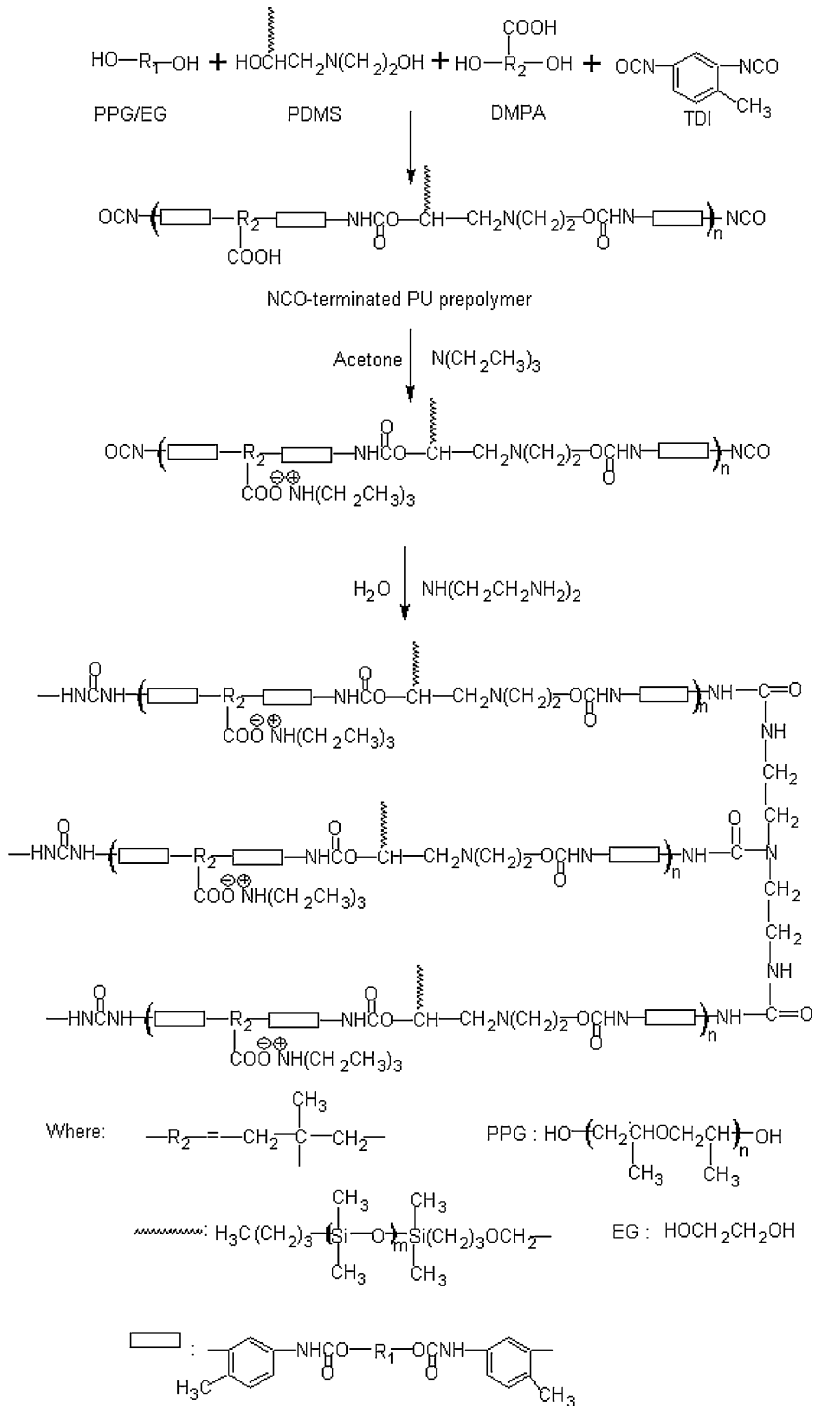 COOH
HO—R1—OH + HOCHCH2N(CH2)2OH + HO—R2—OH + OCN NCO
CH3
PPG/EG PDMS DMPA TDI
OCN ( R2 NHCO CH—CH2N(CH2)2 OCHN )n NCO
O O
COOH
NCO-terminated PU prepolymer
Acetone N(CH2CH3)3
O
OCN ( R2 NHCO—CH—CH2N(CH2)2 OCHN )n NCO
O
COO⊖⊕NH(CH2CH3)3
H2O NH(CH2CH2NH2)2
O O
—HNCNH ( R2 NHCO—CH—CH2N(CH2)2 OCHN )n NH—C=O
O
COO⊖⊕NH(CH2CH3)3
NH
CH2
CH2
O O O
—HNCNH ( R2 NHCO—CH—CH2N(CH2)2 OCHN )n NH—C—N
O
COO⊖⊕NH(CH2CH3)3
CH2
CH2
NH
O O
—HNCNH ( R2 NHCO—CH—CH2N(CH2)2 OCHN )n NH—C=O
O
COO⊖⊕NH(CH2CH3)3
CH3
Where: —R2=—CH2—C—CH2— PPG : HO(CH2CHOCH2CH)nOH
CH3 CH3
CH3 CH3
: H3C(CH2)3(Si—O)mSi(CH2)3OCH2— EG : HOCH2CH2OH
CH3 CH3
: NHCO—R1—OCNH
O O
H3C CH3